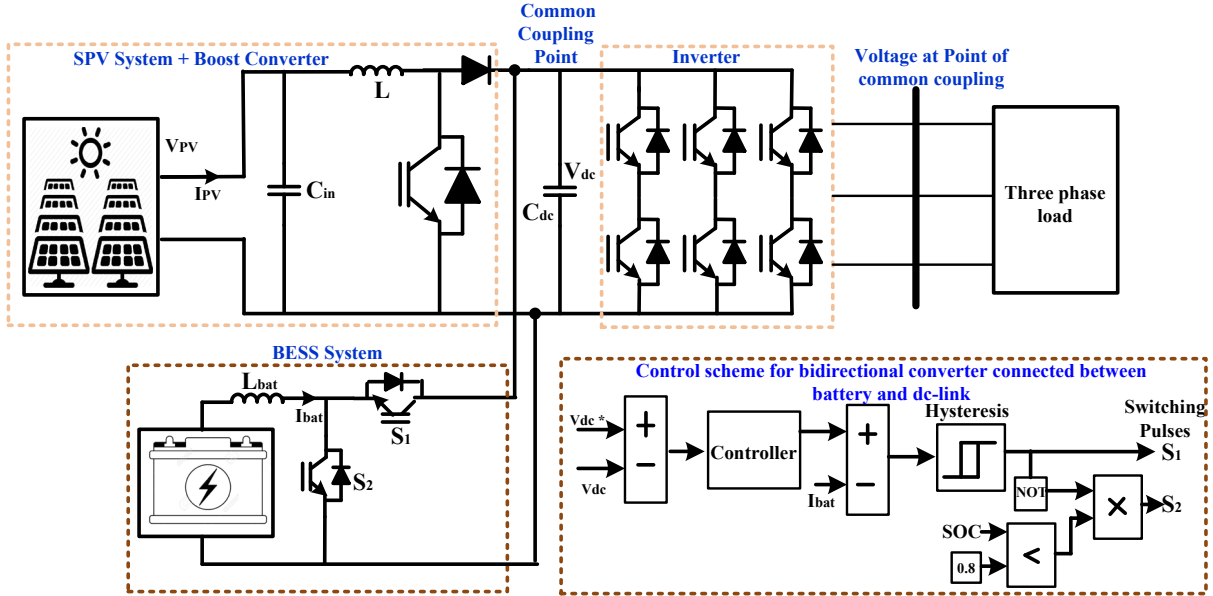 SPV System + Boost Converter
Common
Coupling
Point
Inverter
Voltage at Point of
common coupling
L
VPV
IPV
Cin
Vdc
Cdc
Three phase
load
BESS System
Lbat
Ibat
S1
S2
Control scheme for bidirectional converter connected between
battery and dc-link
Hysteresis
Switching
Pulses
Vdc *
+
−
Vdc
Controller
+
−
Ibat
S1
NOT
×
S2
SOC
<
0.8